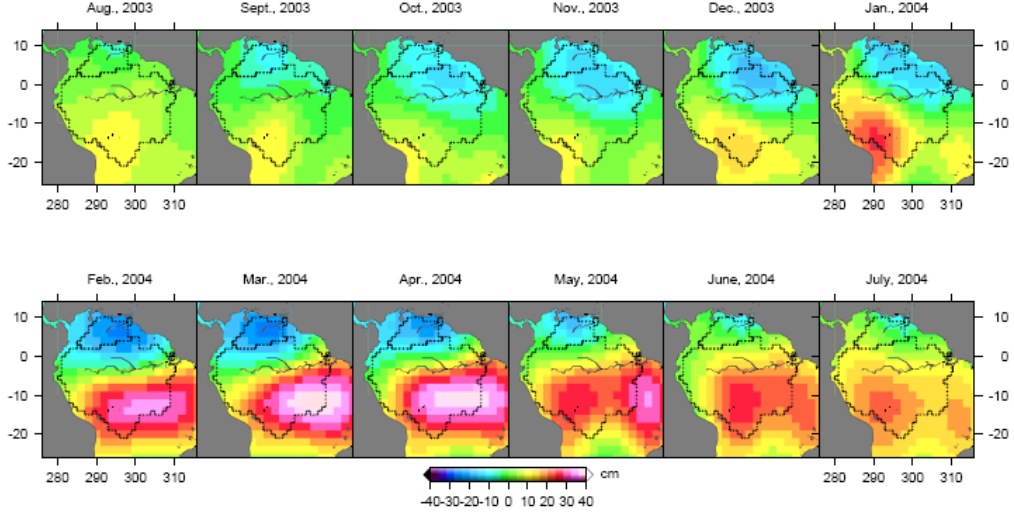 Aug., 2003 Sept., 2003 Oct., 2003 Nov., 2003 Dec., 2003 Jan., 2004
10 10
0 0
-10 -10
-20 -20
280 290 300 310 280 290 300 310
Feb., 2004 Mar., 2004 Apr., 2004 May, 2004 June, 2004 July, 2004
10 10
0 0
-10 -10
-20 -20
280 290 300 310 280 290 300 310
cm
-40 -30 -20 -10 0 10 20 30 40